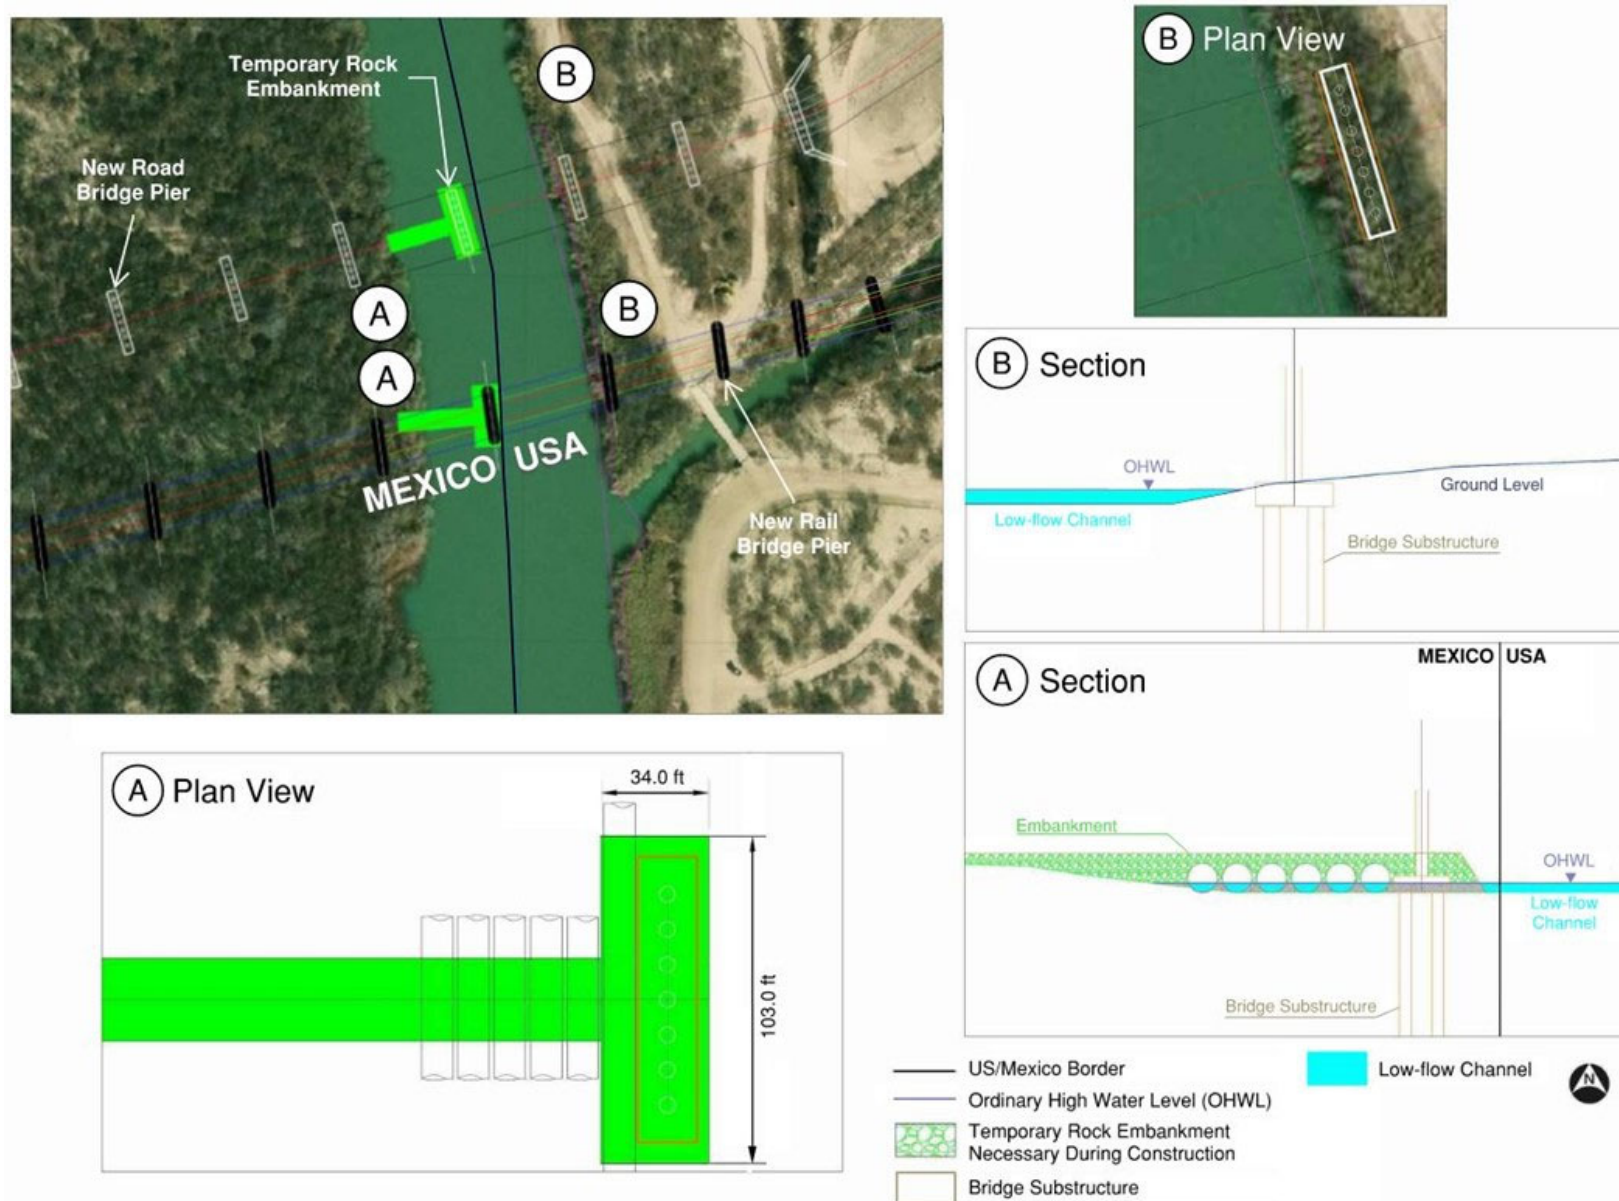 Temporary Rock
Embankment
B
New Road
Bridge Pier
A
B
A
MEXICO USA
New Rail
Bridge Pier
B Plan View
B Section
OHWL
Ground Level
Low-flow Channel
Bridge Substructure
MEXICO USA
A Section
Embankment
OHWL
Low-flow
Channel
Bridge Substructure
A Plan View
34.0 ft
103.0 ft
US/Mexico Border
Low-flow Channel
N
Ordinary High Water Level (OHWL)
Temporary Rock Embankment
Necessary During Construction
Bridge Substructure